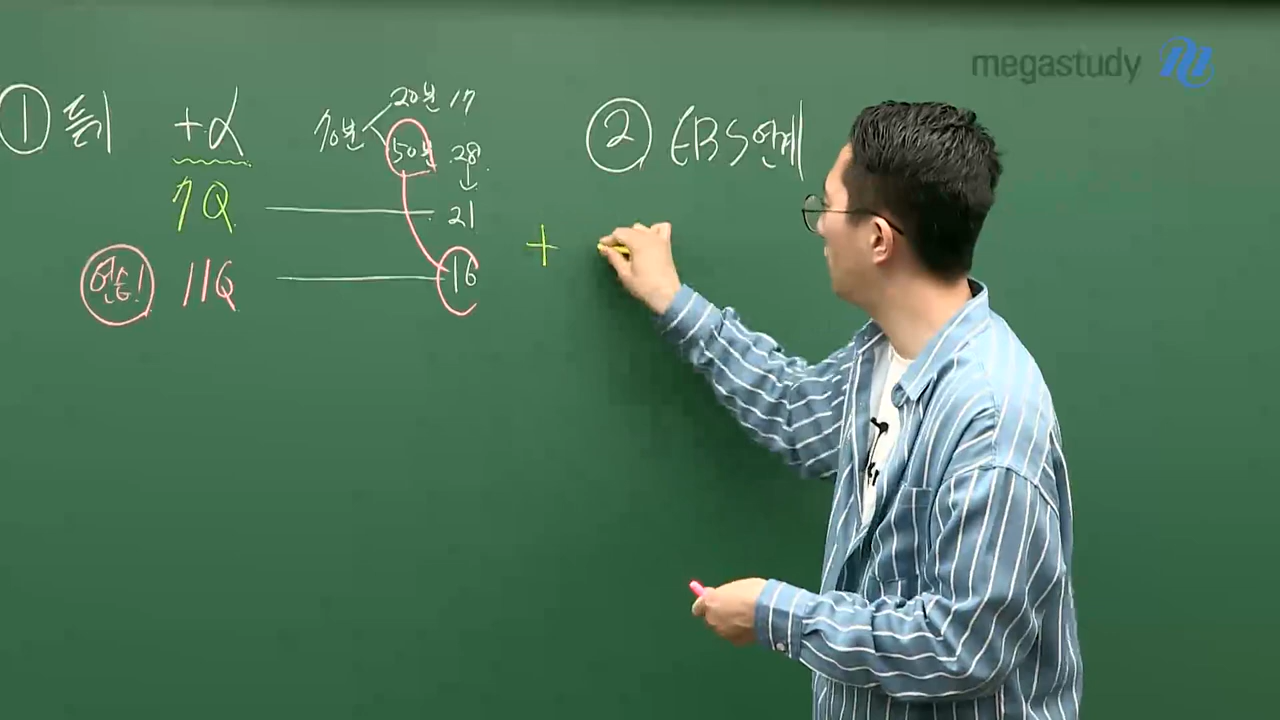 megastudy
① 듣기 +α
70분 20분 17
50분 28
7Q 21
연습! 11Q 16
+
② EBS연계